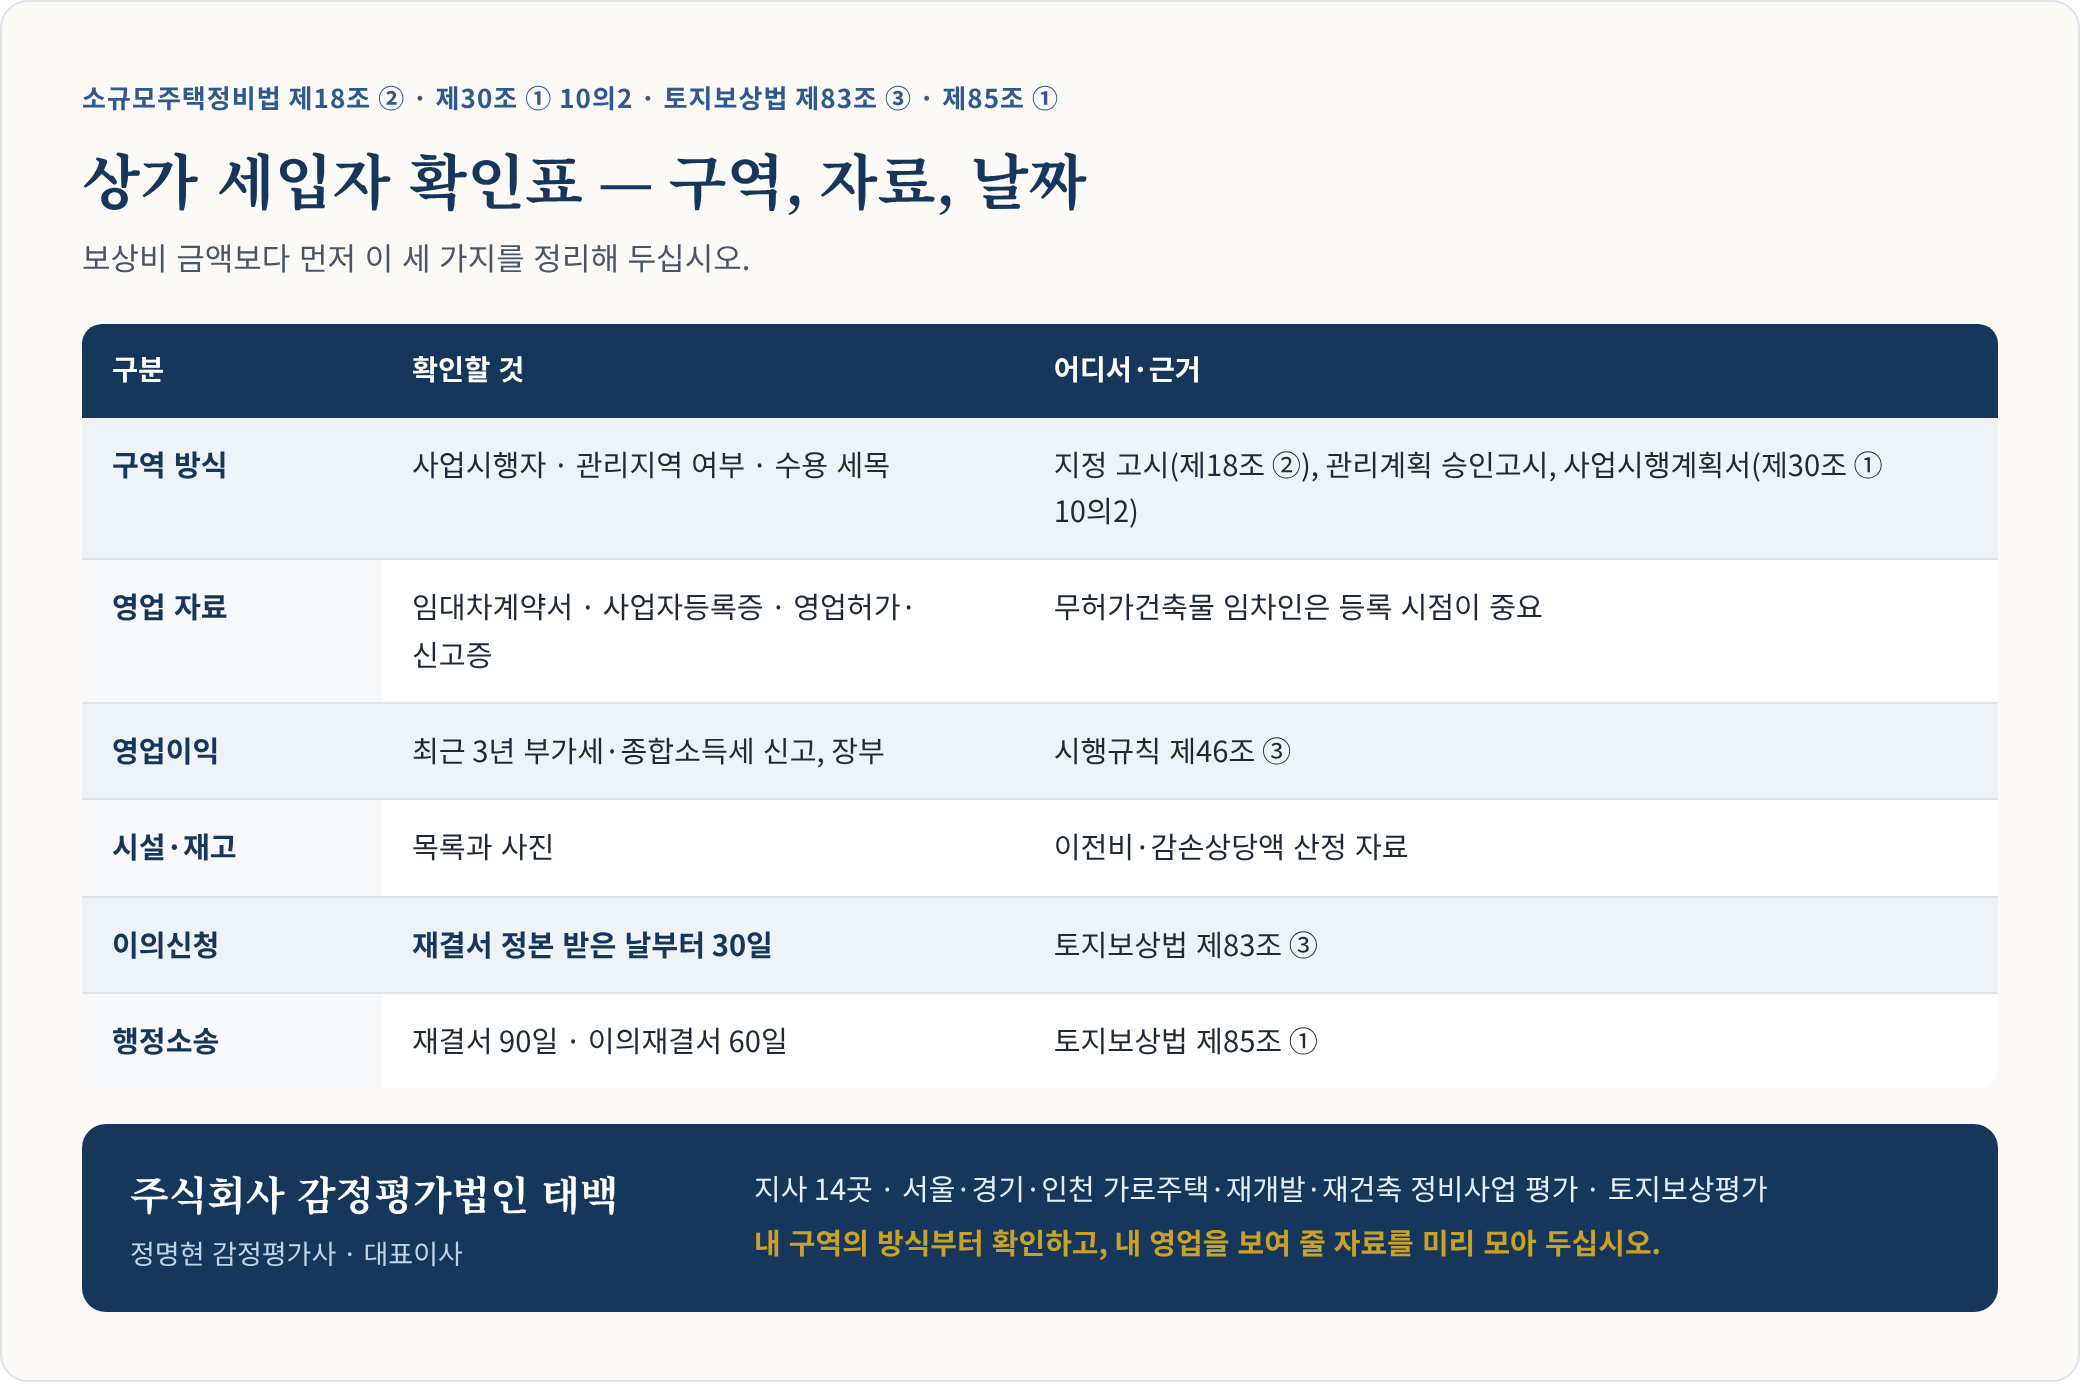 소규모주택정비법 제18조 ② · 제30조 ① 10의2 · 토지보상법 제83조 ③ · 제85조 ①
상가 세입자 확인표 — 구역, 자료, 날짜
보상비 금액보다 먼저 이 세 가지를 정리해 두십시오.
구분 확인할 것 어디서·근거
구역 방식 사업시행자 · 관리지역 여부 · 수용 세목 지정 고시(제18조 ②), 관리계획 승인고시, 사업시행계획서(제30조 ①
10의2)
영업 자료 임대차계약서 · 사업자등록증 · 영업허가· 무허가건축물 임차인은 등록 시점이 중요
신고증
영업이익 최근 3년 부가세·종합소득세 신고, 장부 시행규칙 제46조 ③
시설·재고 목록과 사진 이전비·감손상당액 산정 자료
이의신청 재결서 정본 받은 날부터 30일 토지보상법 제83조 ③
행정소송 재결서 90일 · 이의재결서 60일 토지보상법 제85조 ①
주식회사 감정평가법인 태백
정명현 감정평가사 · 대표이사
지사 14곳 · 서울·경기·인천 가로주택·재개발·재건축 정비사업 평가 · 토지보상평가
내 구역의 방식부터 확인하고, 내 영업을 보여 줄 자료를 미리 모아 두십시오.